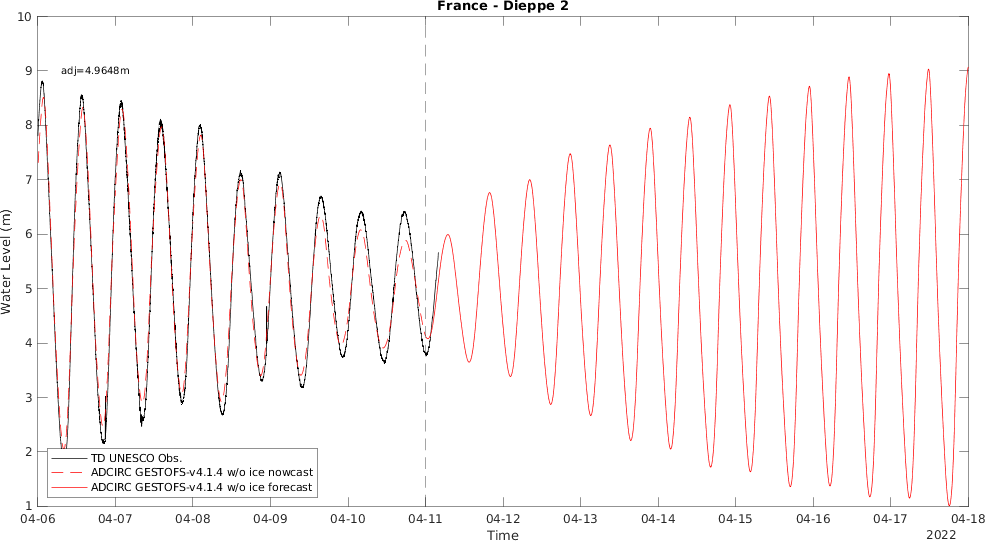 France - Dieppe 2
adj=4.9648m
10
9
8
7
6
5
4
3
2
1
Water Level (m)
TD UNESCO Obs.
ADCIRC GESTOFS-v4.1.4 w/o ice nowcast
ADCIRC GESTOFS-v4.1.4 w/o ice forecast
04-06 04-07 04-08 04-09 04-10 04-11 04-12 04-13 04-14 04-15 04-16 04-17 04-18
Time
2022